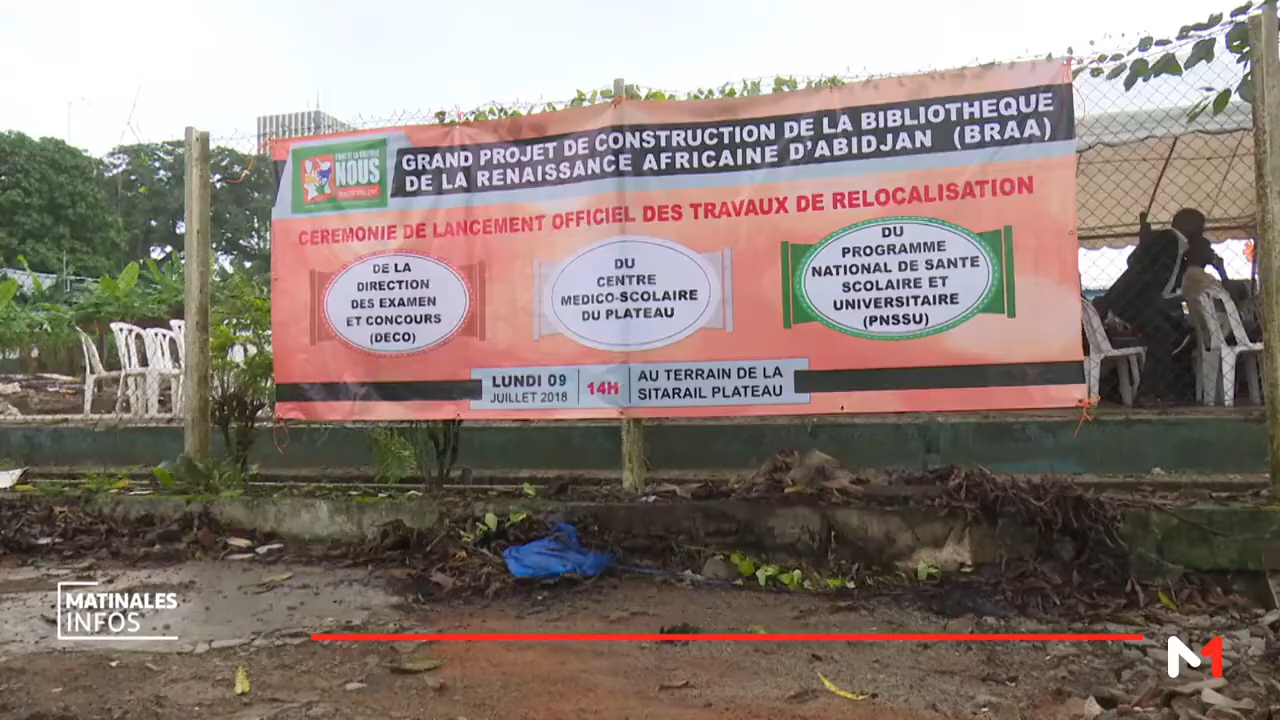 GRAND PROJET DE CONSTRUCTION DE LA BIBLIOTHEQUE
DE LA RENAISSANCE AFRICAINE D'ABIDJAN (BRAA)
NOUS
CEREMONIE DE LANCEMENT OFFICIEL DES TRAVAUX DE RELOCALISATION
DE LA
DIRECTION
DES EXAMEN
ET CONCOURS
(DECO)
DU
CENTRE
MEDICO-SCOLAIRE
DU PLATEAU
DU
PROGRAMME
NATIONAL DE SANTE
SCOLAIRE ET
UNIVERSITAIRE
(PNSSU)
LUNDI 09
JUILLET 2018
14H
AU TERRAIN DE LA
SITARAIL PLATEAU
MATINALES
INFOS
M1